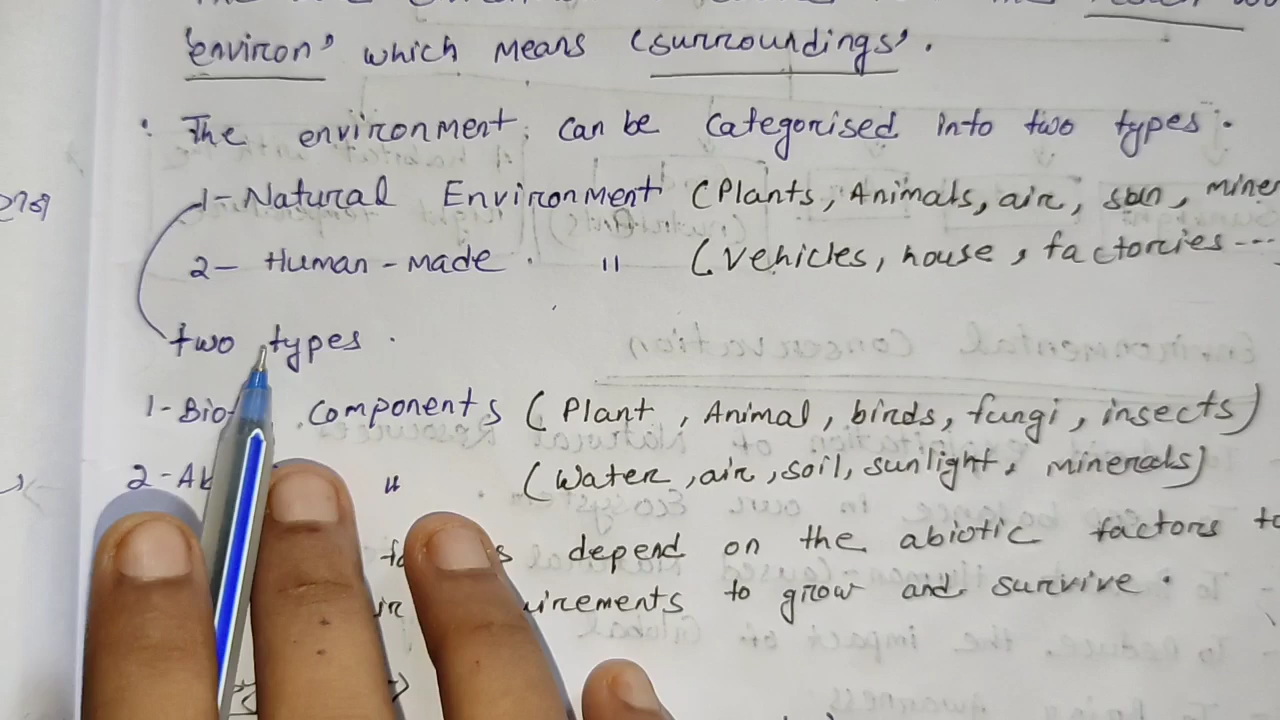 'environ' which means 'surroundings'.
• The environment can be categorised into two types.
1- Natural Environment (Plants, Animals, air, sun, miner
2- Human-made " (Vehicles, house, factories ---
two types.
1-Bio components (Plant, Animal, birds, fungi, insects)
2-Ab " (Water, air, soil, sunlight, minerals)
depend on the abiotic factors to
uirements to grow and survive.